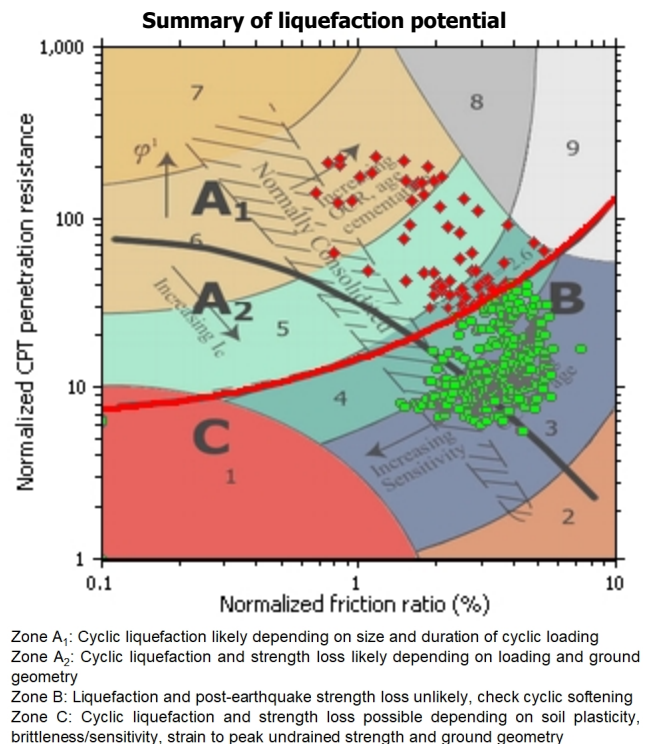 Summary of liquefaction potential
Normalized CPT penetration resistance
1,000
100
10
1
7
8
9
φ'
A1
Increasing
OCR, age
cementation
Normally Consolidated
6
A2
Increasing Ic
5
= 2.6
B
4
age
3
C
1
Increasing
Sensitivity
2
0.1
1
10
Normalized friction ratio (%)
Zone A1: Cyclic liquefaction likely depending on size and duration of cyclic loading
Zone A2: Cyclic liquefaction and strength loss likely depending on loading and ground
geometry
Zone B: Liquefaction and post-earthquake strength loss unlikely, check cyclic softening
Zone C: Cyclic liquefaction and strength loss possible depending on soil plasticity,
brittleness/sensitivity, strain to peak undrained strength and ground geometry